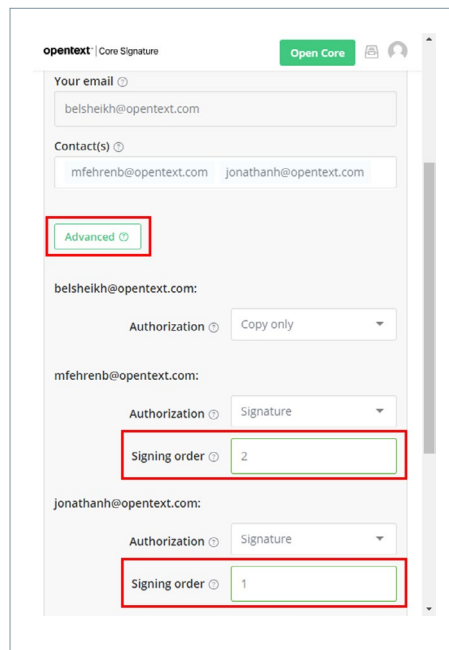 opentext™ | Core Signature Open Core
Your email
belsheikh@opentext.com
Contact(s)
mfehrenb@opentext.com jonathanh@opentext.com
Advanced
belsheikh@opentext.com:
Authorization Copy only
mfehrenb@opentext.com:
Authorization Signature
Signing order 2
jonathanh@opentext.com:
Authorization Signature
Signing order 1